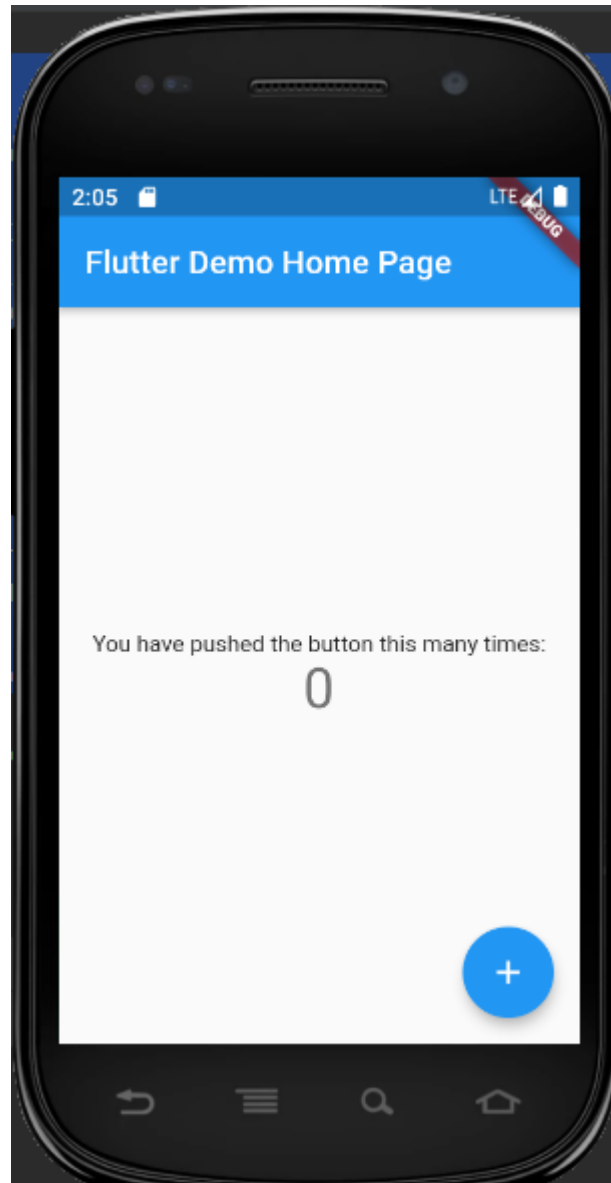 2:05 LTE
DEBUG
Flutter Demo Home Page
You have pushed the button this many times:
0
+